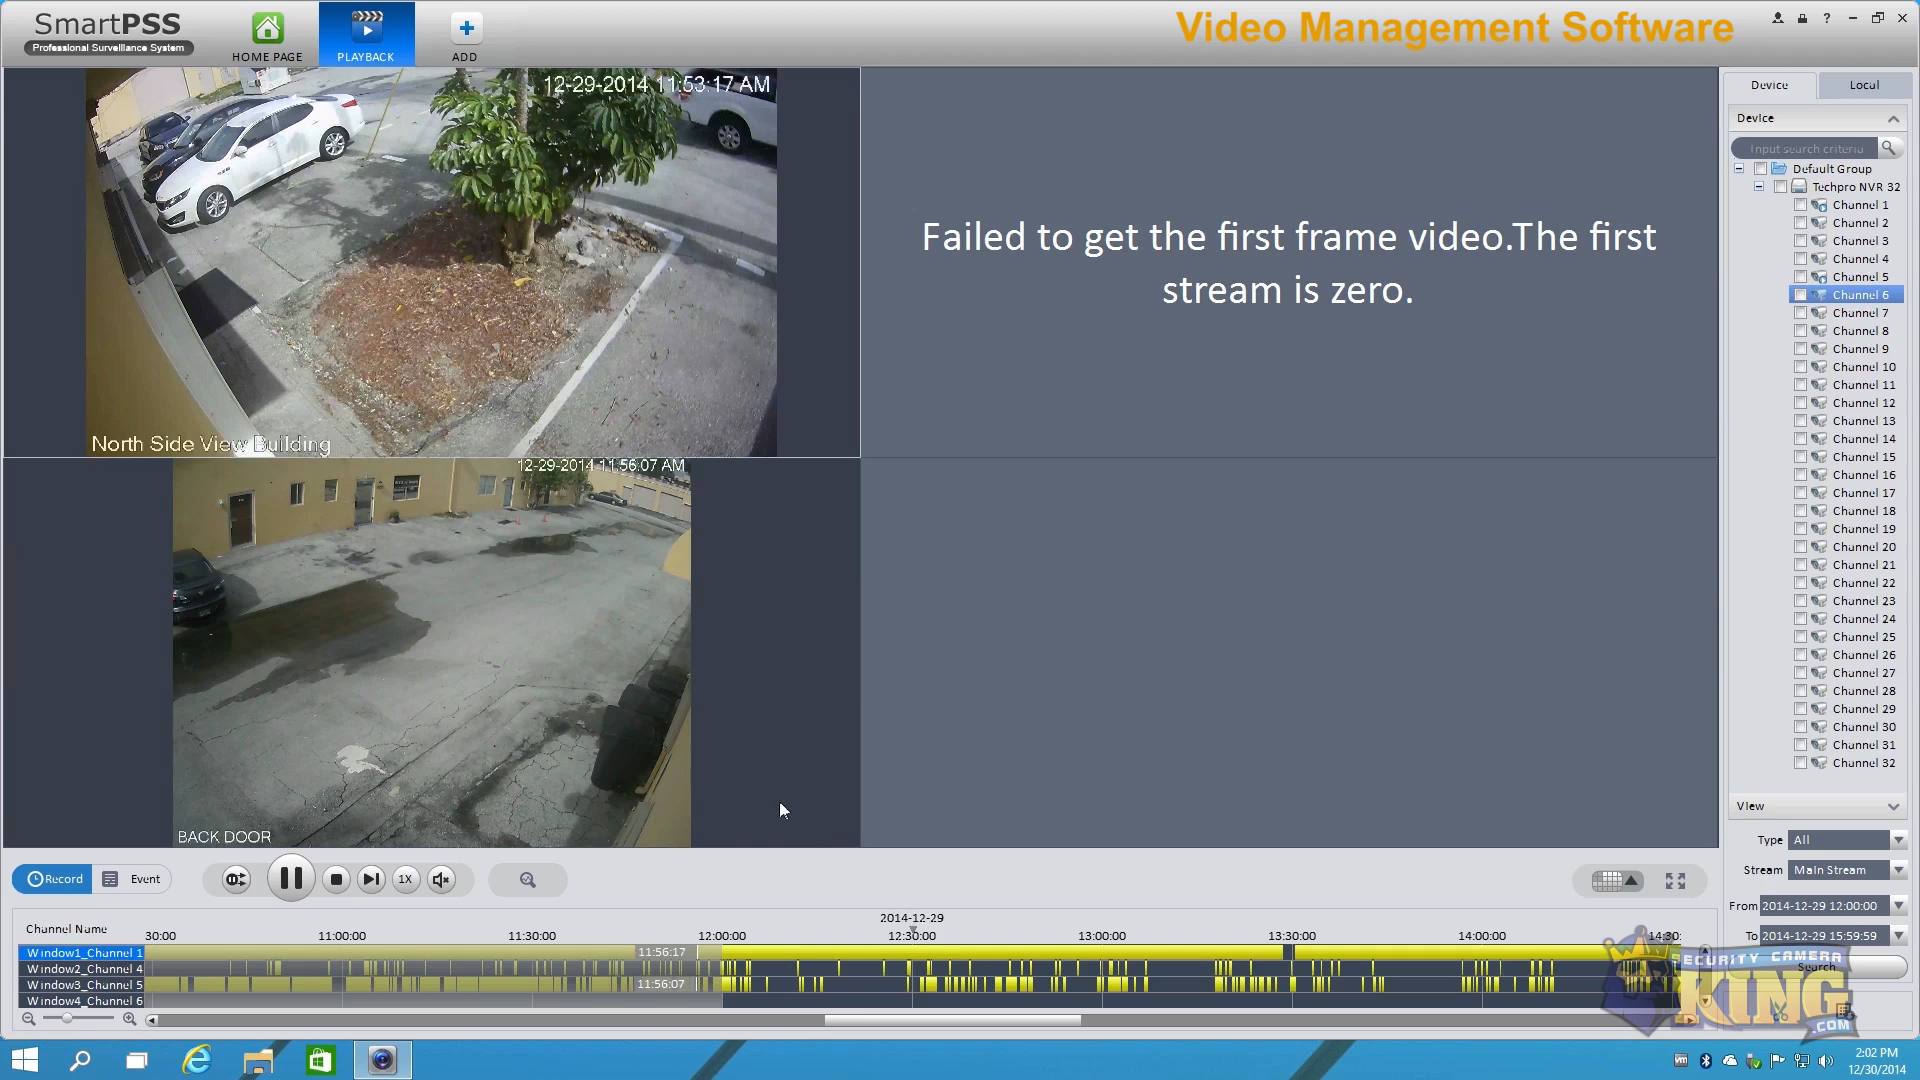 SmartPSS
Professional Surveillance System
HOME PAGE
PLAYBACK
ADD
Video Management Software
?
12-29-2014 11:53:17 AM
North Side View Building
Failed to get the first frame video.The first
stream is zero.
12-29-2014 11:56:07 AM
BACK DOOR
Device
Local
Device
Input search criteria
Default Group
Techpro NVR 32
Channel 1
Channel 2
Channel 3
Channel 4
Channel 5
Channel 6
Channel 7
Channel 8
Channel 9
Channel 10
Channel 11
Channel 12
Channel 13
Channel 14
Channel 15
Channel 16
Channel 17
Channel 18
Channel 19
Channel 20
Channel 21
Channel 22
Channel 23
Channel 24
Channel 25
Channel 26
Channel 27
Channel 28
Channel 29
Channel 30
Channel 31
Channel 32
View
Type All
Stream Main Stream
From 2014-12-29 12:00:00
To 2014-12-29 15:59:59
Search
Record
Event
1X
2014-12-29
Channel Name
30:00 11:00:00 11:30:00 12:00:00 12:30:00 13:00:00 13:30:00 14:00:00 14:30:
Window1_Channel 1 11:56:17
Window2_Channel 4
Window3_Channel 5 11:56:07
Window4_Channel 6
SECURITY CAMERA
KING
.COM
2:02 PM
12/30/2014